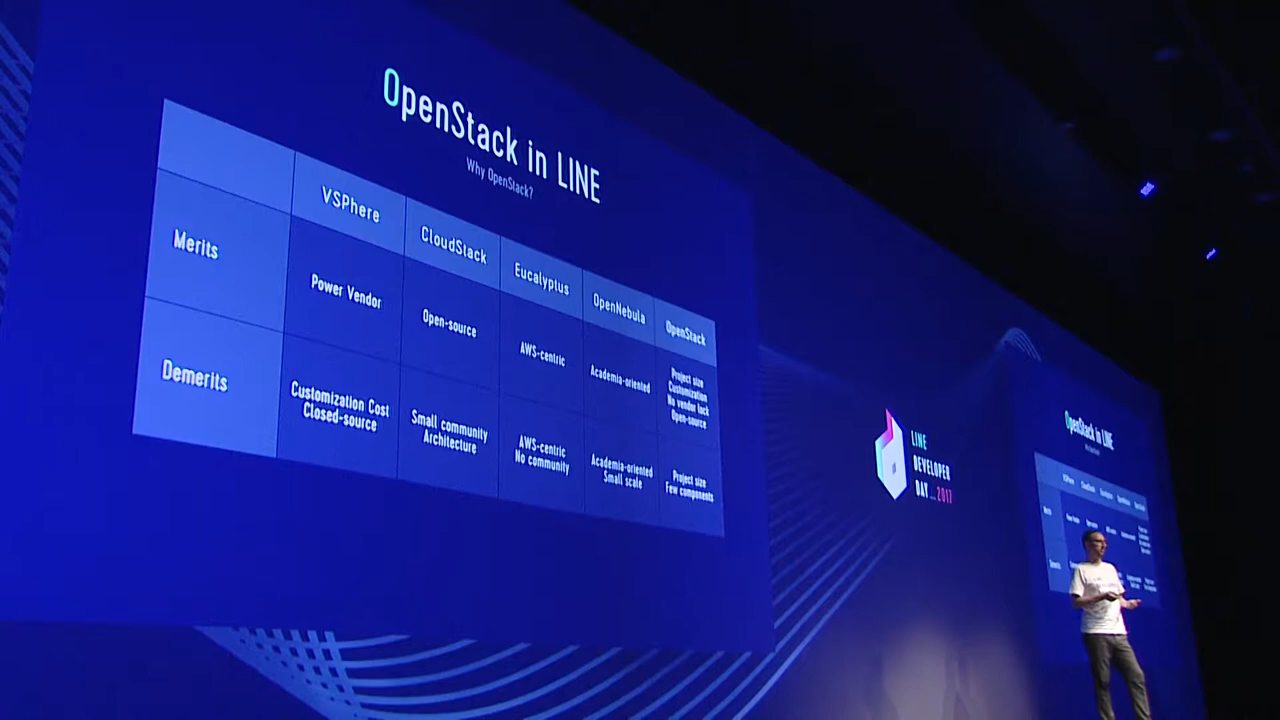 OpenStack in LINE
Why OpenStack?
VSPhere
CloudStack
Eucalyptus
OpenNebula
OpenStack
Merits
Power Vendor
Open-source
AWS-centric
Academia-oriented
Project size
Customization
No vendor lock
Open-source
Demerits
Customization Cost
Closed-source
Small community
Architecture
AWS-centric
No community
Academia-oriented
Small scale
Project size
Few components
LINE
DEVELOPER
DAY_2017
OpenStack in LINE